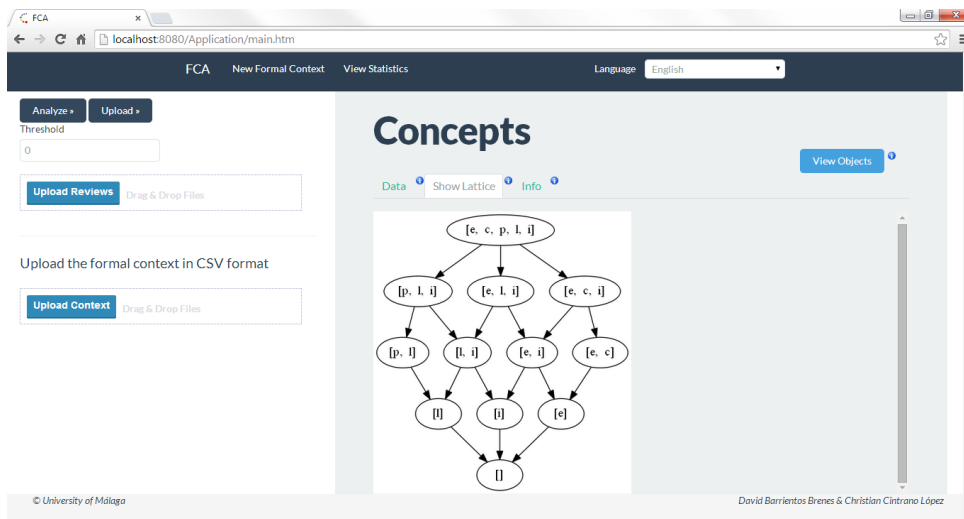 FCA
localhost:8080/Application/main.htm
FCA New Formal Context View Statistics Language English
Analyze » Upload »
Threshold
0
Upload Reviews Drag & Drop Files
Upload the formal context in CSV format
Upload Context Drag & Drop Files
Concepts
View Objects
Data Show Lattice Info
[e, c, p, l, i]
[p, l, i] [e, l, i] [e, c, i]
[p, l] [l, i] [e, i] [e, c]
[l] [i] [e]
[]
© University of Málaga David Barrientos Brenes & Christian Cintrano López